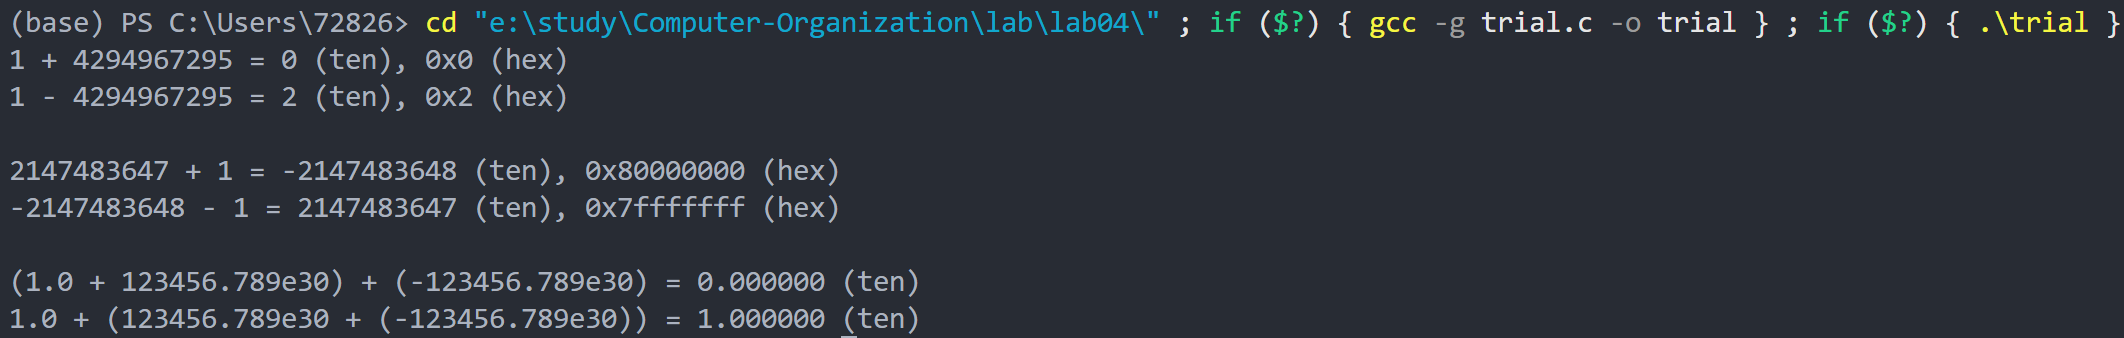 (base) PS C:\Users\72826> cd "e:\study\Computer-Organization\lab\lab04\" ; if ($?) { gcc -g trial.c -o trial } ; if ($?) { .\trial }
1 + 4294967295 = 0 (ten), 0x0 (hex)
1 - 4294967295 = 2 (ten), 0x2 (hex)
2147483647 + 1 = -2147483648 (ten), 0x80000000 (hex)
-2147483648 - 1 = 2147483647 (ten), 0x7fffffff (hex)
(1.0 + 123456.789e30) + (-123456.789e30) = 0.000000 (ten)
1.0 + (123456.789e30 + (-123456.789e30)) = 1.000000 (ten)